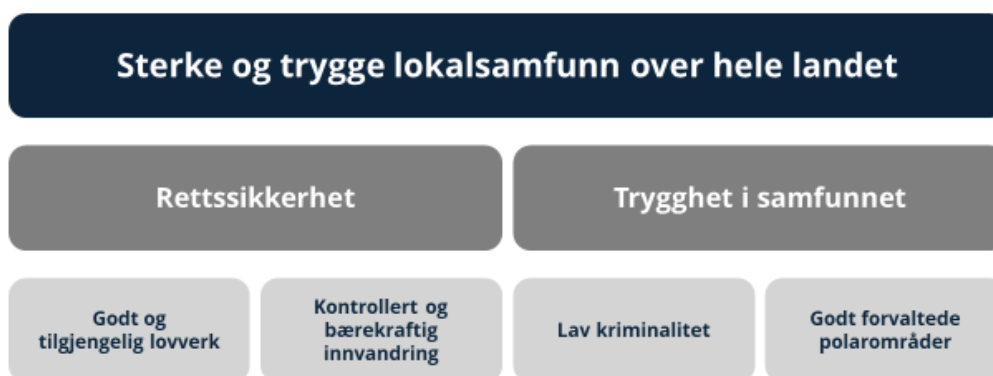 Sterke og trygge lokalsamfunn over hele landet
Rettssikkerhet
Trygghet i samfunnet
Godt og
tilgjengelig lovverk
Kontrollert og
bærekraftig
innvandring
Lav kriminalitet
Godt forvaltede
polarområder